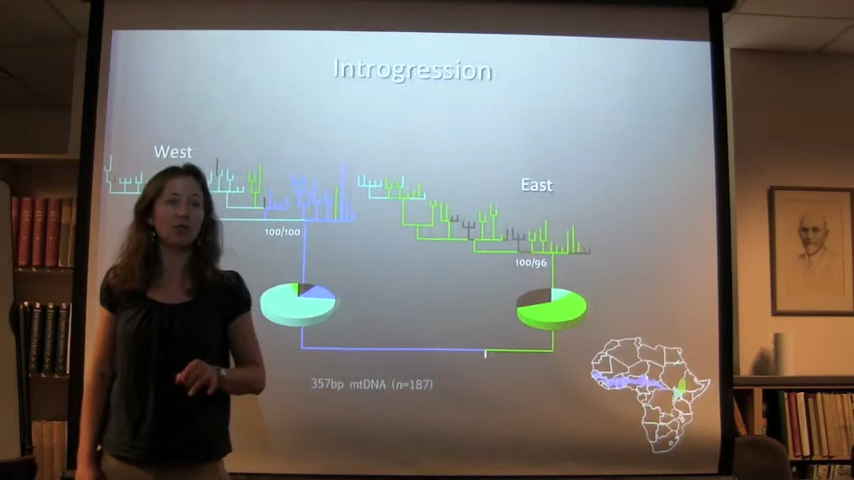 Introgression
West
East
100/100
100/96
357bp mtDNA (n=187)